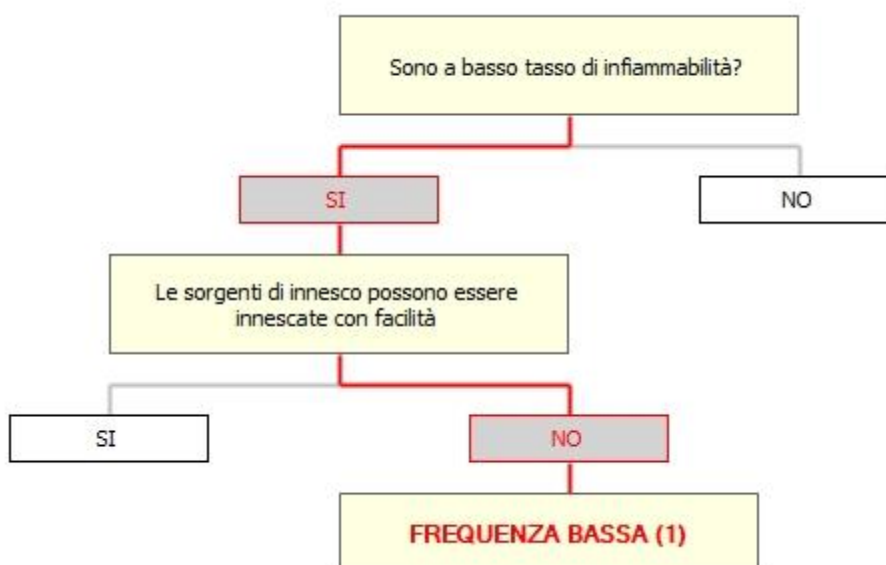 Sono a basso tasso di infiammabilità?
SI
NO
Le sorgenti di innesco possono essere
innescate con facilità
SI
NO
FREQUENZA BASSA (1)